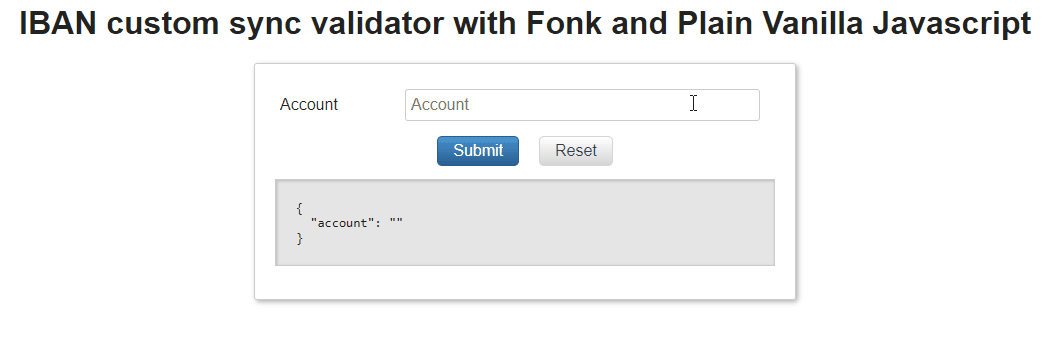 IBAN custom sync validator with Fonk and Plain Vanilla Javascript
Account
Account
Submit Reset
{
"account": ""
}